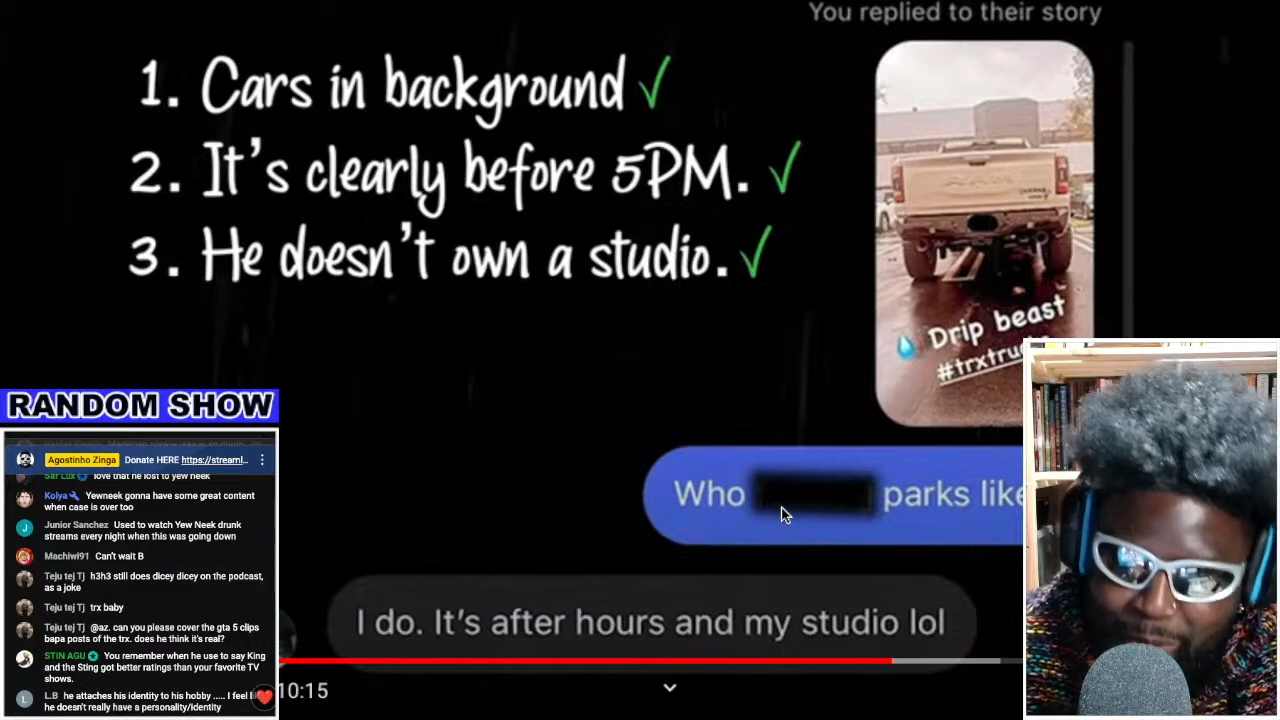 You replied to their story
1. Cars in background ✓
2. It's clearly before 5PM. ✓
3. He doesn't own a studio. ✓
RAM
💧 Drip beast
Who
parks like
I do. It's after hours and my studio lol
10:15
RANDOM SHOW
Agostinho Zinga Donate HERE https://streaml...
Sar Lux love that he lost to yew neek
Kolya Yewneek gonna have some great content
when case is over too
Junior Sanchez Used to watch Yew Neek drunk
streams every night when this was going down
Machiwi91 Can't wait B
Teju tej Tj h3h3 still does dicey dicey on the podcast,
as a joke
Teju tej Tj trx baby
Teju tej Tj @az. can you please cover the gta 5 clips
bapa posts of the trx. does he think it's real?
STiN AGU You remember when he use to say King
and the Sting got better ratings than your favorite TV
shows.
L.B he attaches his identity to his hobby ..... I feel
he doesn't really have a personality/identity